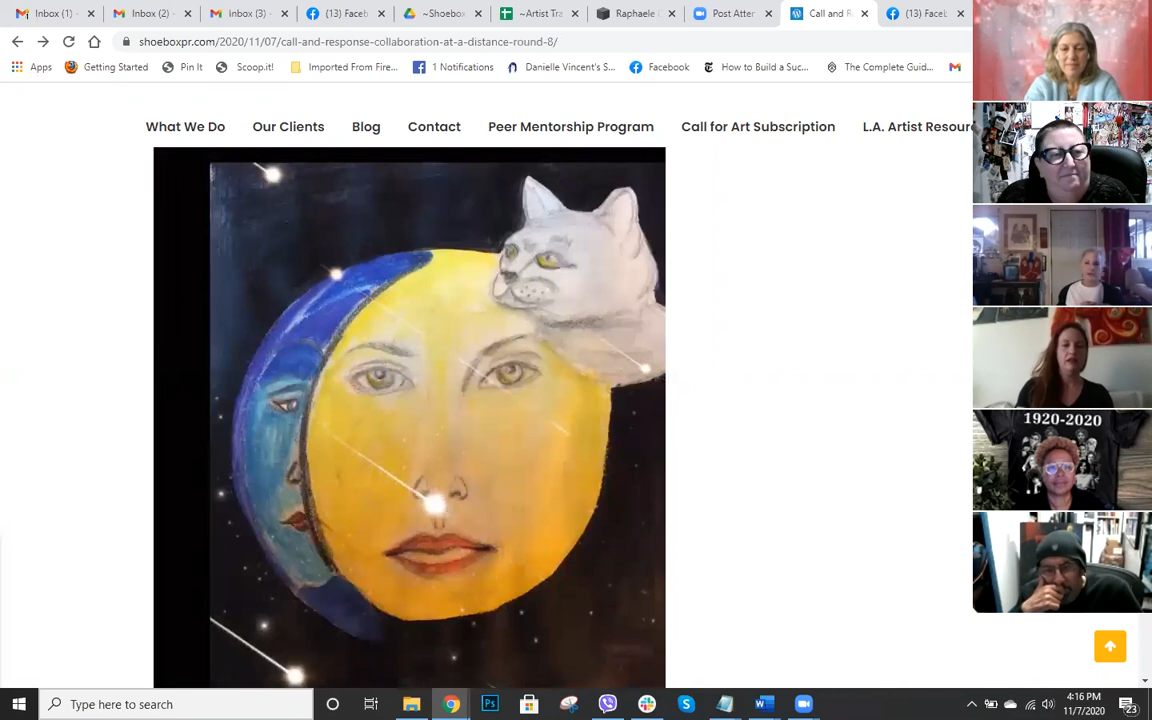 Inbox (1) -
Inbox (2) -
Inbox (3) -
(13) Faceb
~Shoebox
~Artist Tra
Raphaele
Post Atten
Call and R
(13) Faceb
shoeboxpr.com/2020/11/07/call-and-response-collaboration-at-a-distance-round-8/
Apps
Getting Started
Pin It
Scoop.it!
Imported From Fire...
1 Notifications
Danielle Vincent's S...
Facebook
How to Build a Suc...
The Complete Guid...
What We Do
Our Clients
Blog
Contact
Peer Mentorship Program
Call for Art Subscription
L.A. Artist Resour
1920-2020
Type here to search
4:16 PM
11/7/2020
23